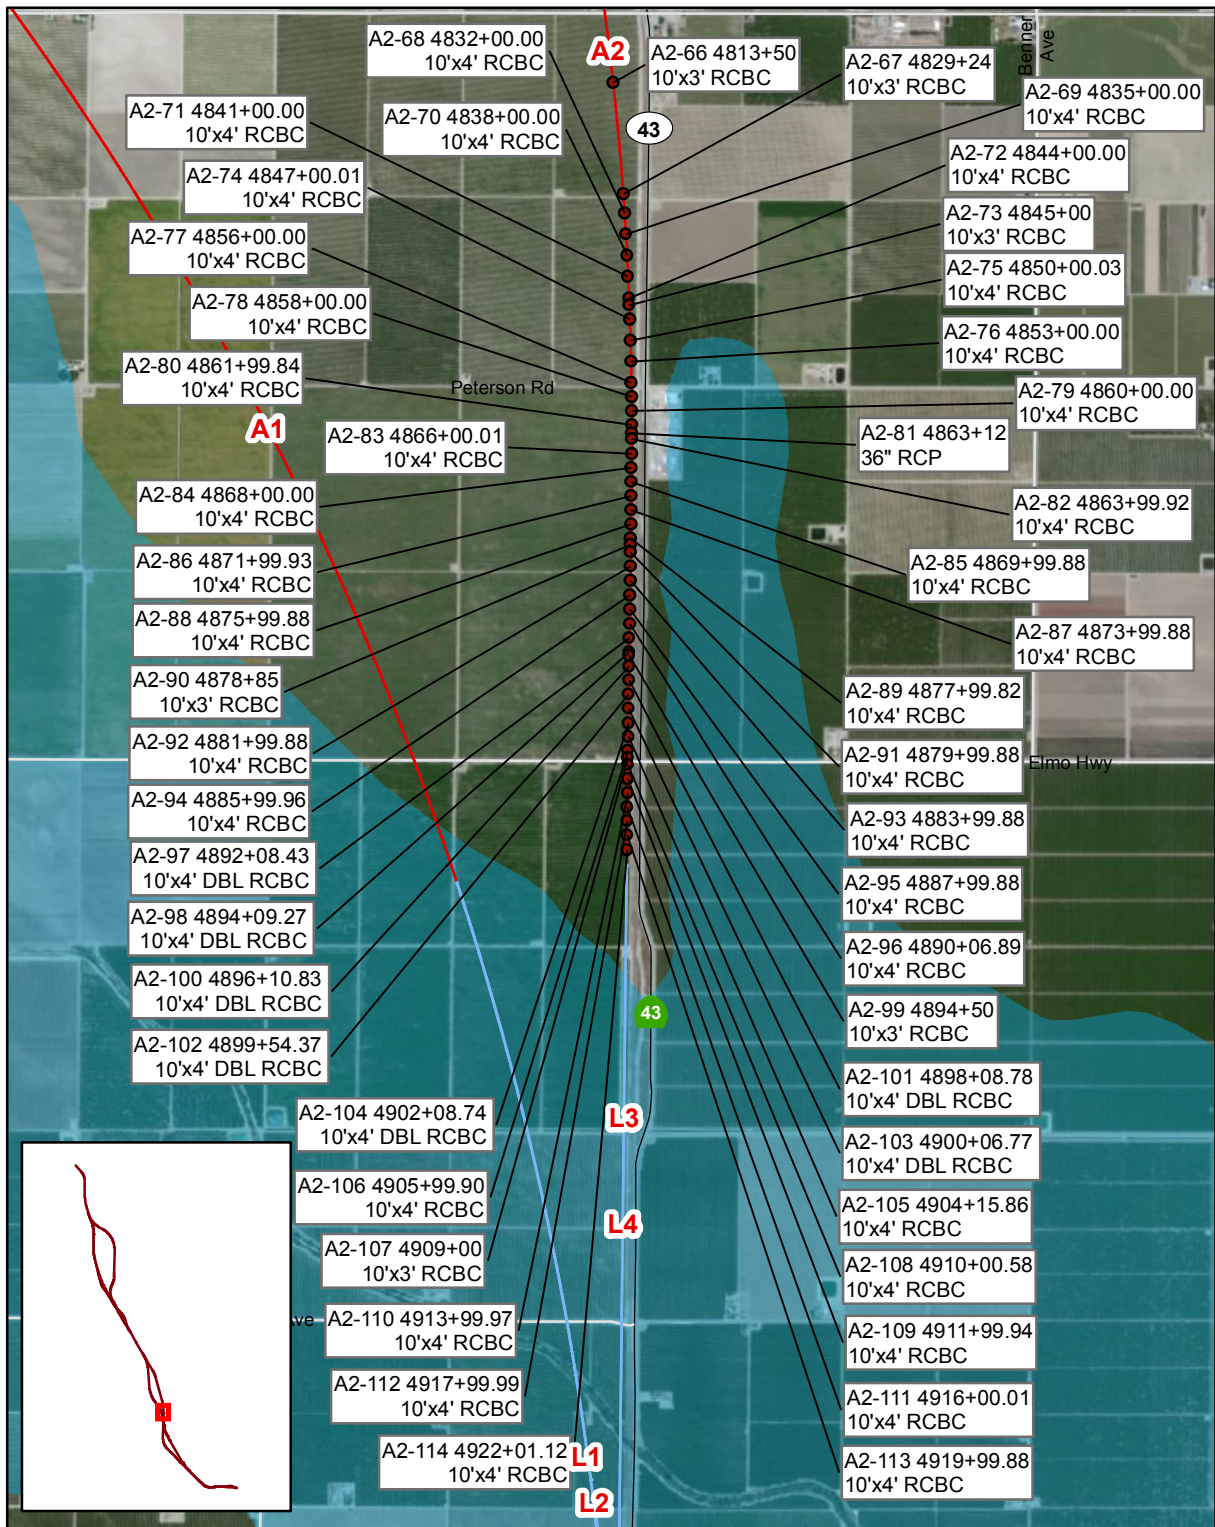 A2-68 4832+00.00
10'x4' RCBC
A2
A2-66 4813+50
10'x3' RCBC
A2-67 4829+24
10'x3' RCBC
Benner
Ave
A2-69 4835+00.00
10'x4' RCBC
A2-71 4841+00.00
10'x4' RCBC
A2-70 4838+00.00
10'x4' RCBC
43
A2-72 4844+00.00
10'x4' RCBC
A2-74 4847+00.01
10'x4' RCBC
A2-73 4845+00
10'x3' RCBC
A2-77 4856+00.00
10'x4' RCBC
A2-75 4850+00.03
10'x4' RCBC
A2-78 4858+00.00
10'x4' RCBC
A2-76 4853+00.00
10'x4' RCBC
A2-80 4861+99.84
10'x4' RCBC
Peterson Rd
A2-79 4860+00.00
10'x4' RCBC
A1
A2-83 4866+00.01
10'x4' RCBC
A2-81 4863+12
36" RCP
A2-84 4868+00.00
10'x4' RCBC
A2-82 4863+99.92
10'x4' RCBC
A2-86 4871+99.93
10'x4' RCBC
A2-85 4869+99.88
10'x4' RCBC
A2-88 4875+99.88
10'x4' RCBC
A2-87 4873+99.88
10'x4' RCBC
A2-90 4878+85
10'x3' RCBC
A2-89 4877+99.82
10'x4' RCBC
A2-92 4881+99.88
10'x4' RCBC
A2-91 4879+99.88
10'x4' RCBC
Elmo Hwy
A2-94 4885+99.96
10'x4' RCBC
A2-93 4883+99.88
10'x4' RCBC
A2-97 4892+08.43
10'x4' DBL RCBC
A2-95 4887+99.88
10'x4' RCBC
A2-98 4894+09.27
10'x4' DBL RCBC
A2-96 4890+06.89
10'x4' RCBC
A2-100 4896+10.83
10'x4' DBL RCBC
A2-99 4894+50
10'x3' RCBC
43
A2-102 4899+54.37
10'x4' DBL RCBC
A2-101 4898+08.78
10'x4' DBL RCBC
A2-104 4902+08.74
10'x4' DBL RCBC
L3
A2-103 4900+06.77
10'x4' DBL RCBC
A2-106 4905+99.90
10'x4' RCBC
L4
A2-105 4904+15.86
10'x4' RCBC
A2-107 4909+00
10'x3' RCBC
A2-108 4910+00.58
10'x4' RCBC
Ave
A2-110 4913+99.97
10'x4' RCBC
A2-109 4911+99.94
10'x4' RCBC
A2-112 4917+99.99
10'x4' RCBC
A2-111 4916+00.01
10'x4' RCBC
A2-114 4922+01.12
10'x4' RCBC
L1
A2-113 4919+99.88
10'x4' RCBC
L2